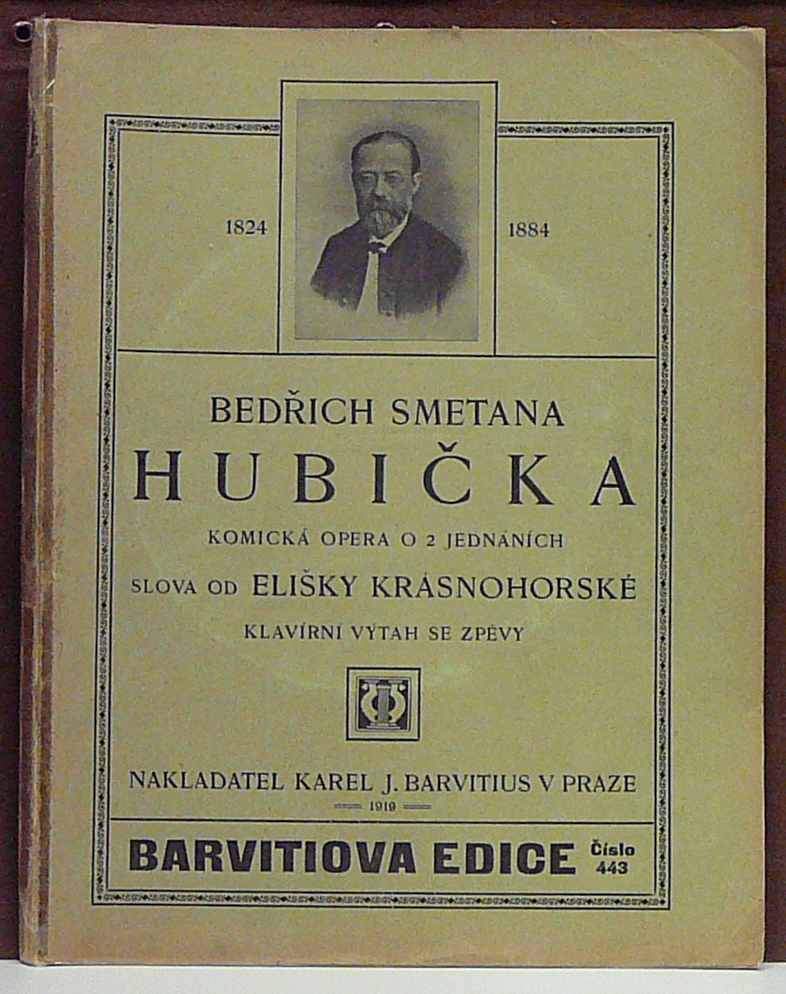 1824
1884
BEDŘICH SMETANA
HUBIČKA
KOMICKÁ OPERA O 2 JEDNÁNÍCH
SLOVA OD ELIŠKY KRÁSNOHORSKÉ
KLAVÍRNÍ VÝTAH SE ZPĚVY
NAKLADATEL KAREL J. BARVITIUS V PRAZE
1919
BARVITIOVA EDICE Číslo 443